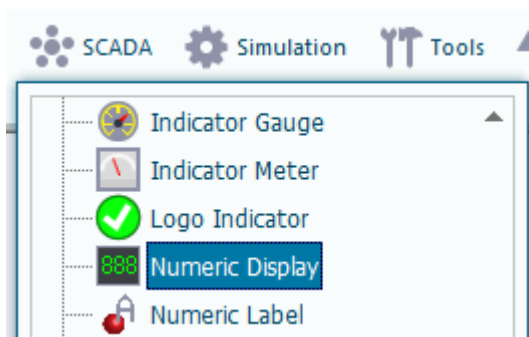 SCADA Simulation Tools
Indicator Gauge
Indicator Meter
Logo Indicator
888 Numeric Display
Numeric Label